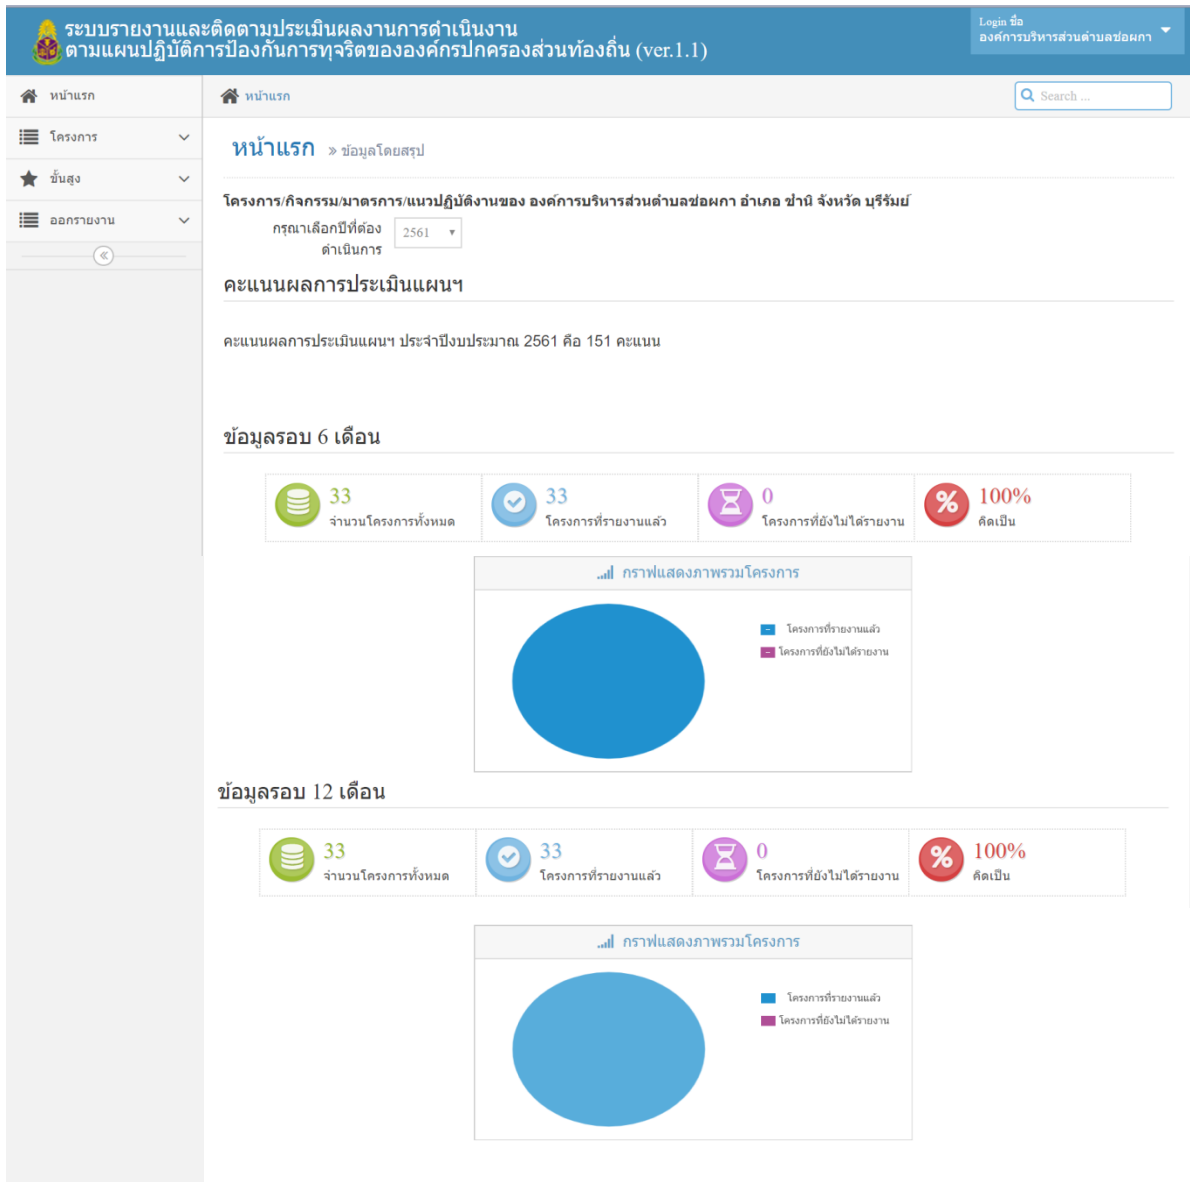 ระบบรายงานและติดตามประเมินผลงานการดำเนินงาน
ตามแผนปฏิบัติการป้องกันการทุจริตขององค์กรปกครองส่วนท้องถิ่น (ver.1.1)
Login ชื่อ
องค์การบริหารส่วนตำบลช่อผกา
หน้าแรก
โครงการ
ขั้นสูง
ออกรายงาน
หน้าแรก
Search ...
หน้าแรก » ข้อมูลโดยสรุป
โครงการ/กิจกรรม/มาตรการ/แนวปฏิบัติงานของ องค์การบริหารส่วนตำบลช่อผกา อำเภอ ชำนิ จังหวัด บุรีรัมย์
กรุณาเลือกปีที่ต้อง
ดำเนินการ
2561
คะแนนผลการประเมินแผนฯ
คะแนนผลการประเมินแผนฯ ประจำปีงบประมาณ 2561 คือ 151 คะแนน
ข้อมูลรอบ 6 เดือน
33
จำนวนโครงการทั้งหมด
33
โครงการที่รายงานแล้ว
0
โครงการที่ยังไม่ได้รายงาน
100%
คิดเป็น
กราฟแสดงภาพรวมโครงการ
โครงการที่รายงานแล้ว
โครงการที่ยังไม่ได้รายงาน
ข้อมูลรอบ 12 เดือน
33
จำนวนโครงการทั้งหมด
33
โครงการที่รายงานแล้ว
0
โครงการที่ยังไม่ได้รายงาน
100%
คิดเป็น
กราฟแสดงภาพรวมโครงการ
โครงการที่รายงานแล้ว
โครงการที่ยังไม่ได้รายงาน